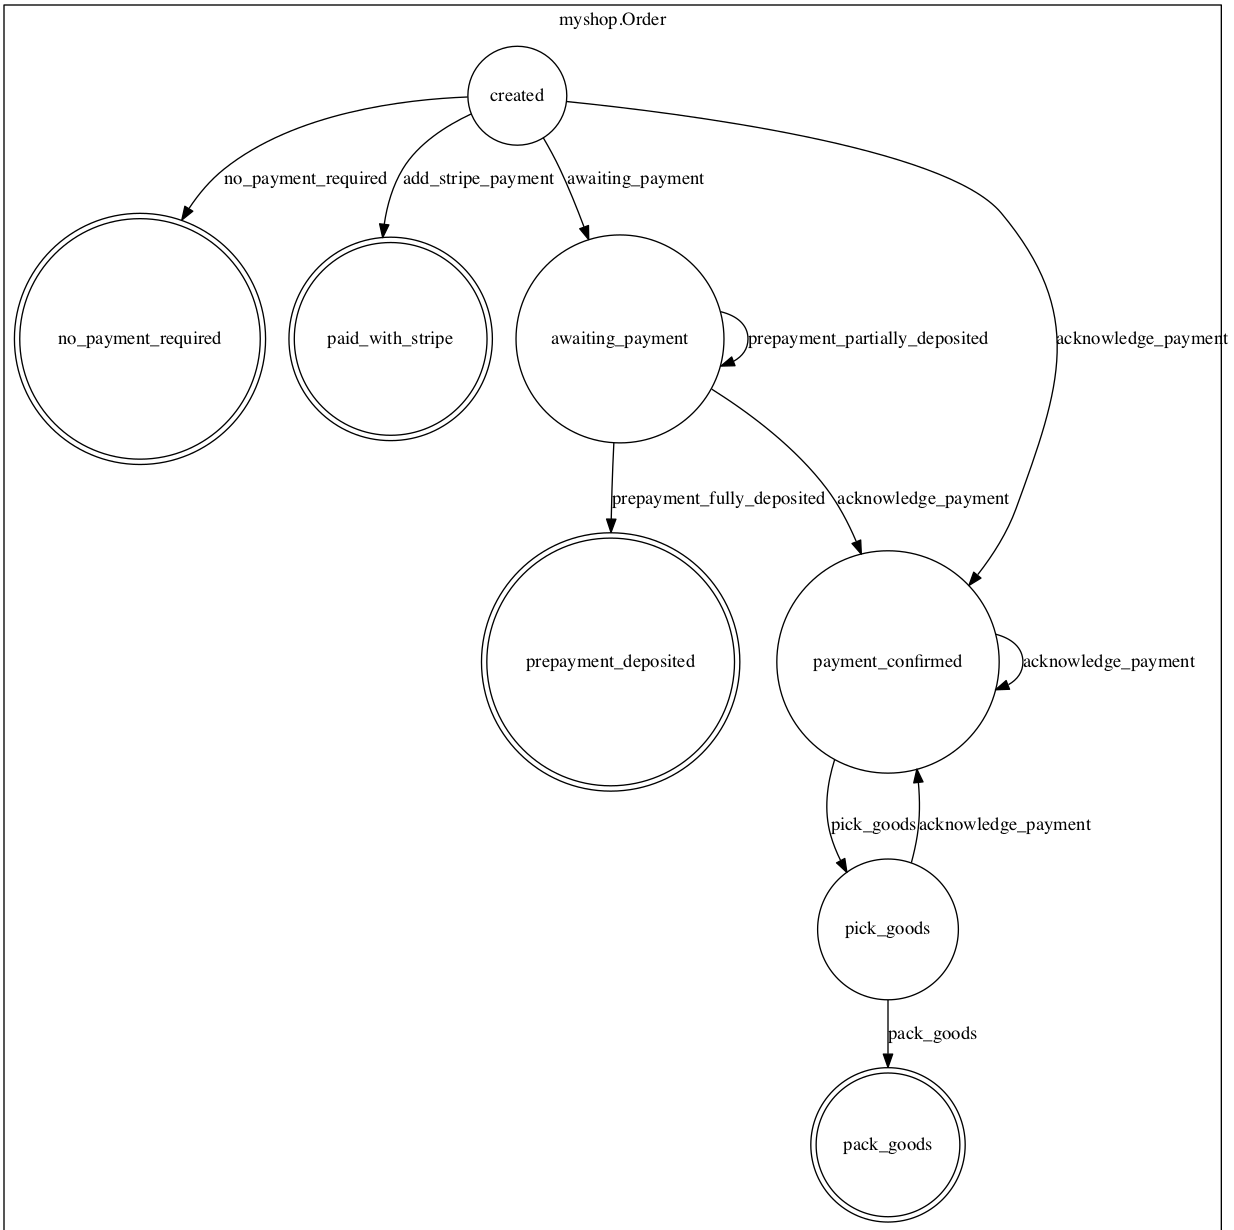 myshop.Order
created
no_payment_required
add_stripe_payment
awaiting_payment
no_payment_required
paid_with_stripe
awaiting_payment
prepayment_partially_deposited
acknowledge_payment
prepayment_fully_deposited
acknowledge_payment
prepayment_deposited
payment_confirmed
acknowledge_payment
pick_goods
acknowledge_payment
pick_goods
pack_goods
pack_goods